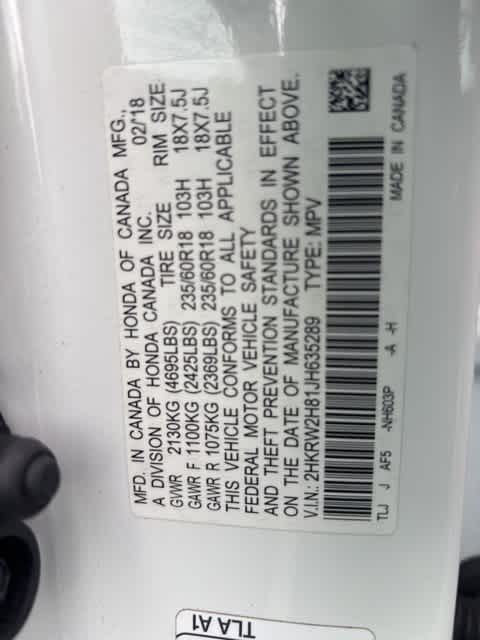 MFD. IN CANADA BY HONDA OF CANADA MFG.,
A DIVISION OF HONDA CANADA INC. 02/'18
GVWR 2130KG (4695LBS) TIRE SIZE RIM SIZE
GAWR F 1100KG (2425LBS) 235/60R18 103H 18X7.5J
GAWR R 1075KG (2369LBS) 235/60R18 103H 18X7.5J
THIS VEHICLE CONFORMS TO ALL APPLICABLE
FEDERAL MOTOR VEHICLE SAFETY
AND THEFT PREVENTION STANDARDS IN EFFECT
ON THE DATE OF MANUFACTURE SHOWN ABOVE.
V.I.N.: 2HKRW2H81JH635289 TYPE: MPV
TLJ J AF5 -NH603P -A -H
MADE IN CANADA
TLA A1